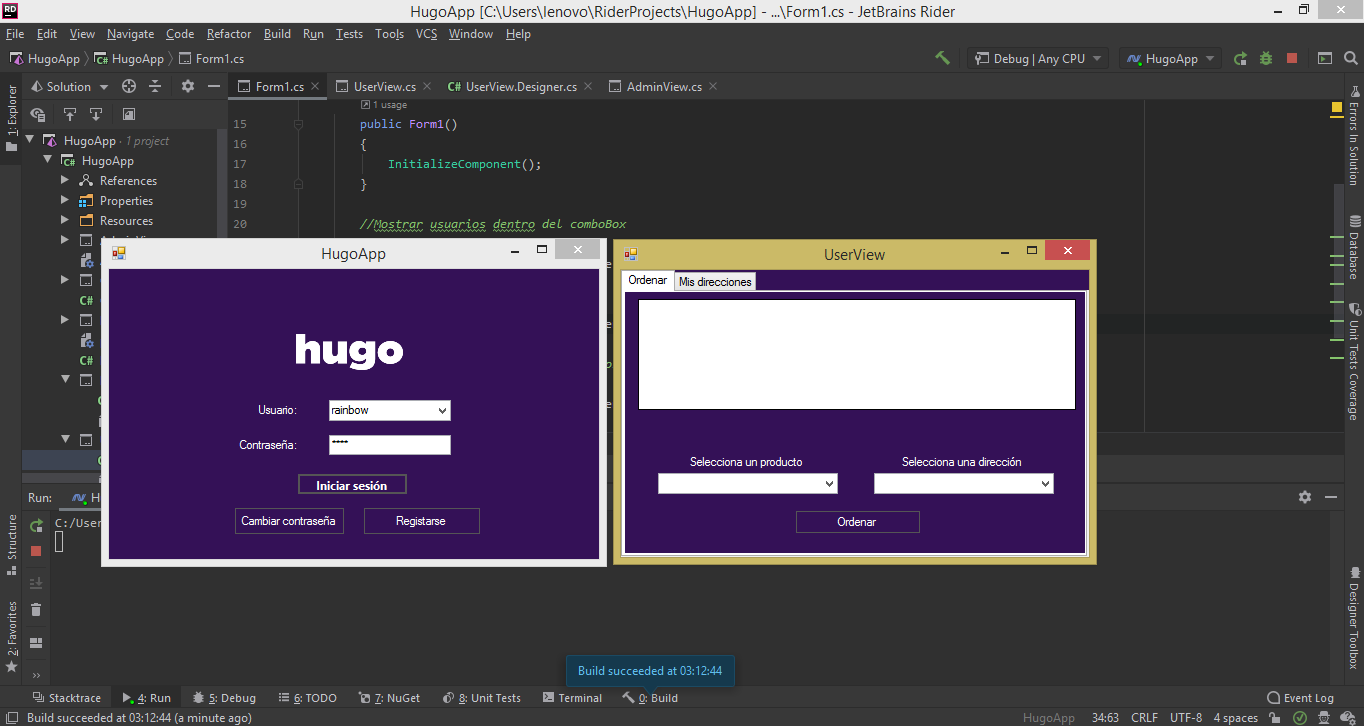 HugoApp [C:\Users\lenovo\RiderProjects\HugoApp] - ...\Form1.cs - JetBrains Rider
File Edit View Navigate Code Refactor Build Run Tests Tools VCS Window Help
HugoApp HugoApp Form1.cs
Debug | Any CPU HugoApp
Solution
Form1.cs UserView.cs C# UserView.Designer.cs AdminView.cs
1: Explorer
HugoApp · 1 project
C# HugoApp
References
Properties
Resources
C#
C#
1 usage
15 public Form1()
16 {
17 InitializeComponent();
18 }
19
20 //Mostrar usuarios dentro del comboBox
HugoApp
hugo
Usuario: rainbow
Contraseña: ****
Iniciar sesión
Cambiar contraseña Registarse
UserView
Ordenar Mis direcciones
Selecciona un producto Selecciona una dirección
Ordenar
Errors In Solution
Database
Unit Tests Coverage
Designer Toolbox
Run: H
C:/User
Structure
2: Favorites
Build succeeded at 03:12:44
Stacktrace 4: Run 5: Debug 6: TODO 7: NuGet 8: Unit Tests Terminal 0: Build Event Log
Build succeeded at 03:12:44 (a minute ago) HugoApp 34:63 CRLF UTF-8 4 spaces